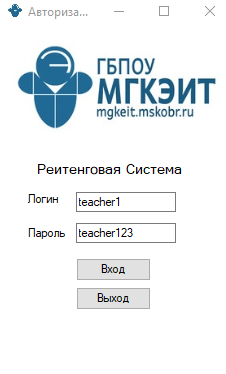 Авториза...
ГБПОУ
МГКЭИТ
mgkeit.mskobr.ru
Реитенговая Система
Логин teacher1
Пароль teacher123
Вход
Выход